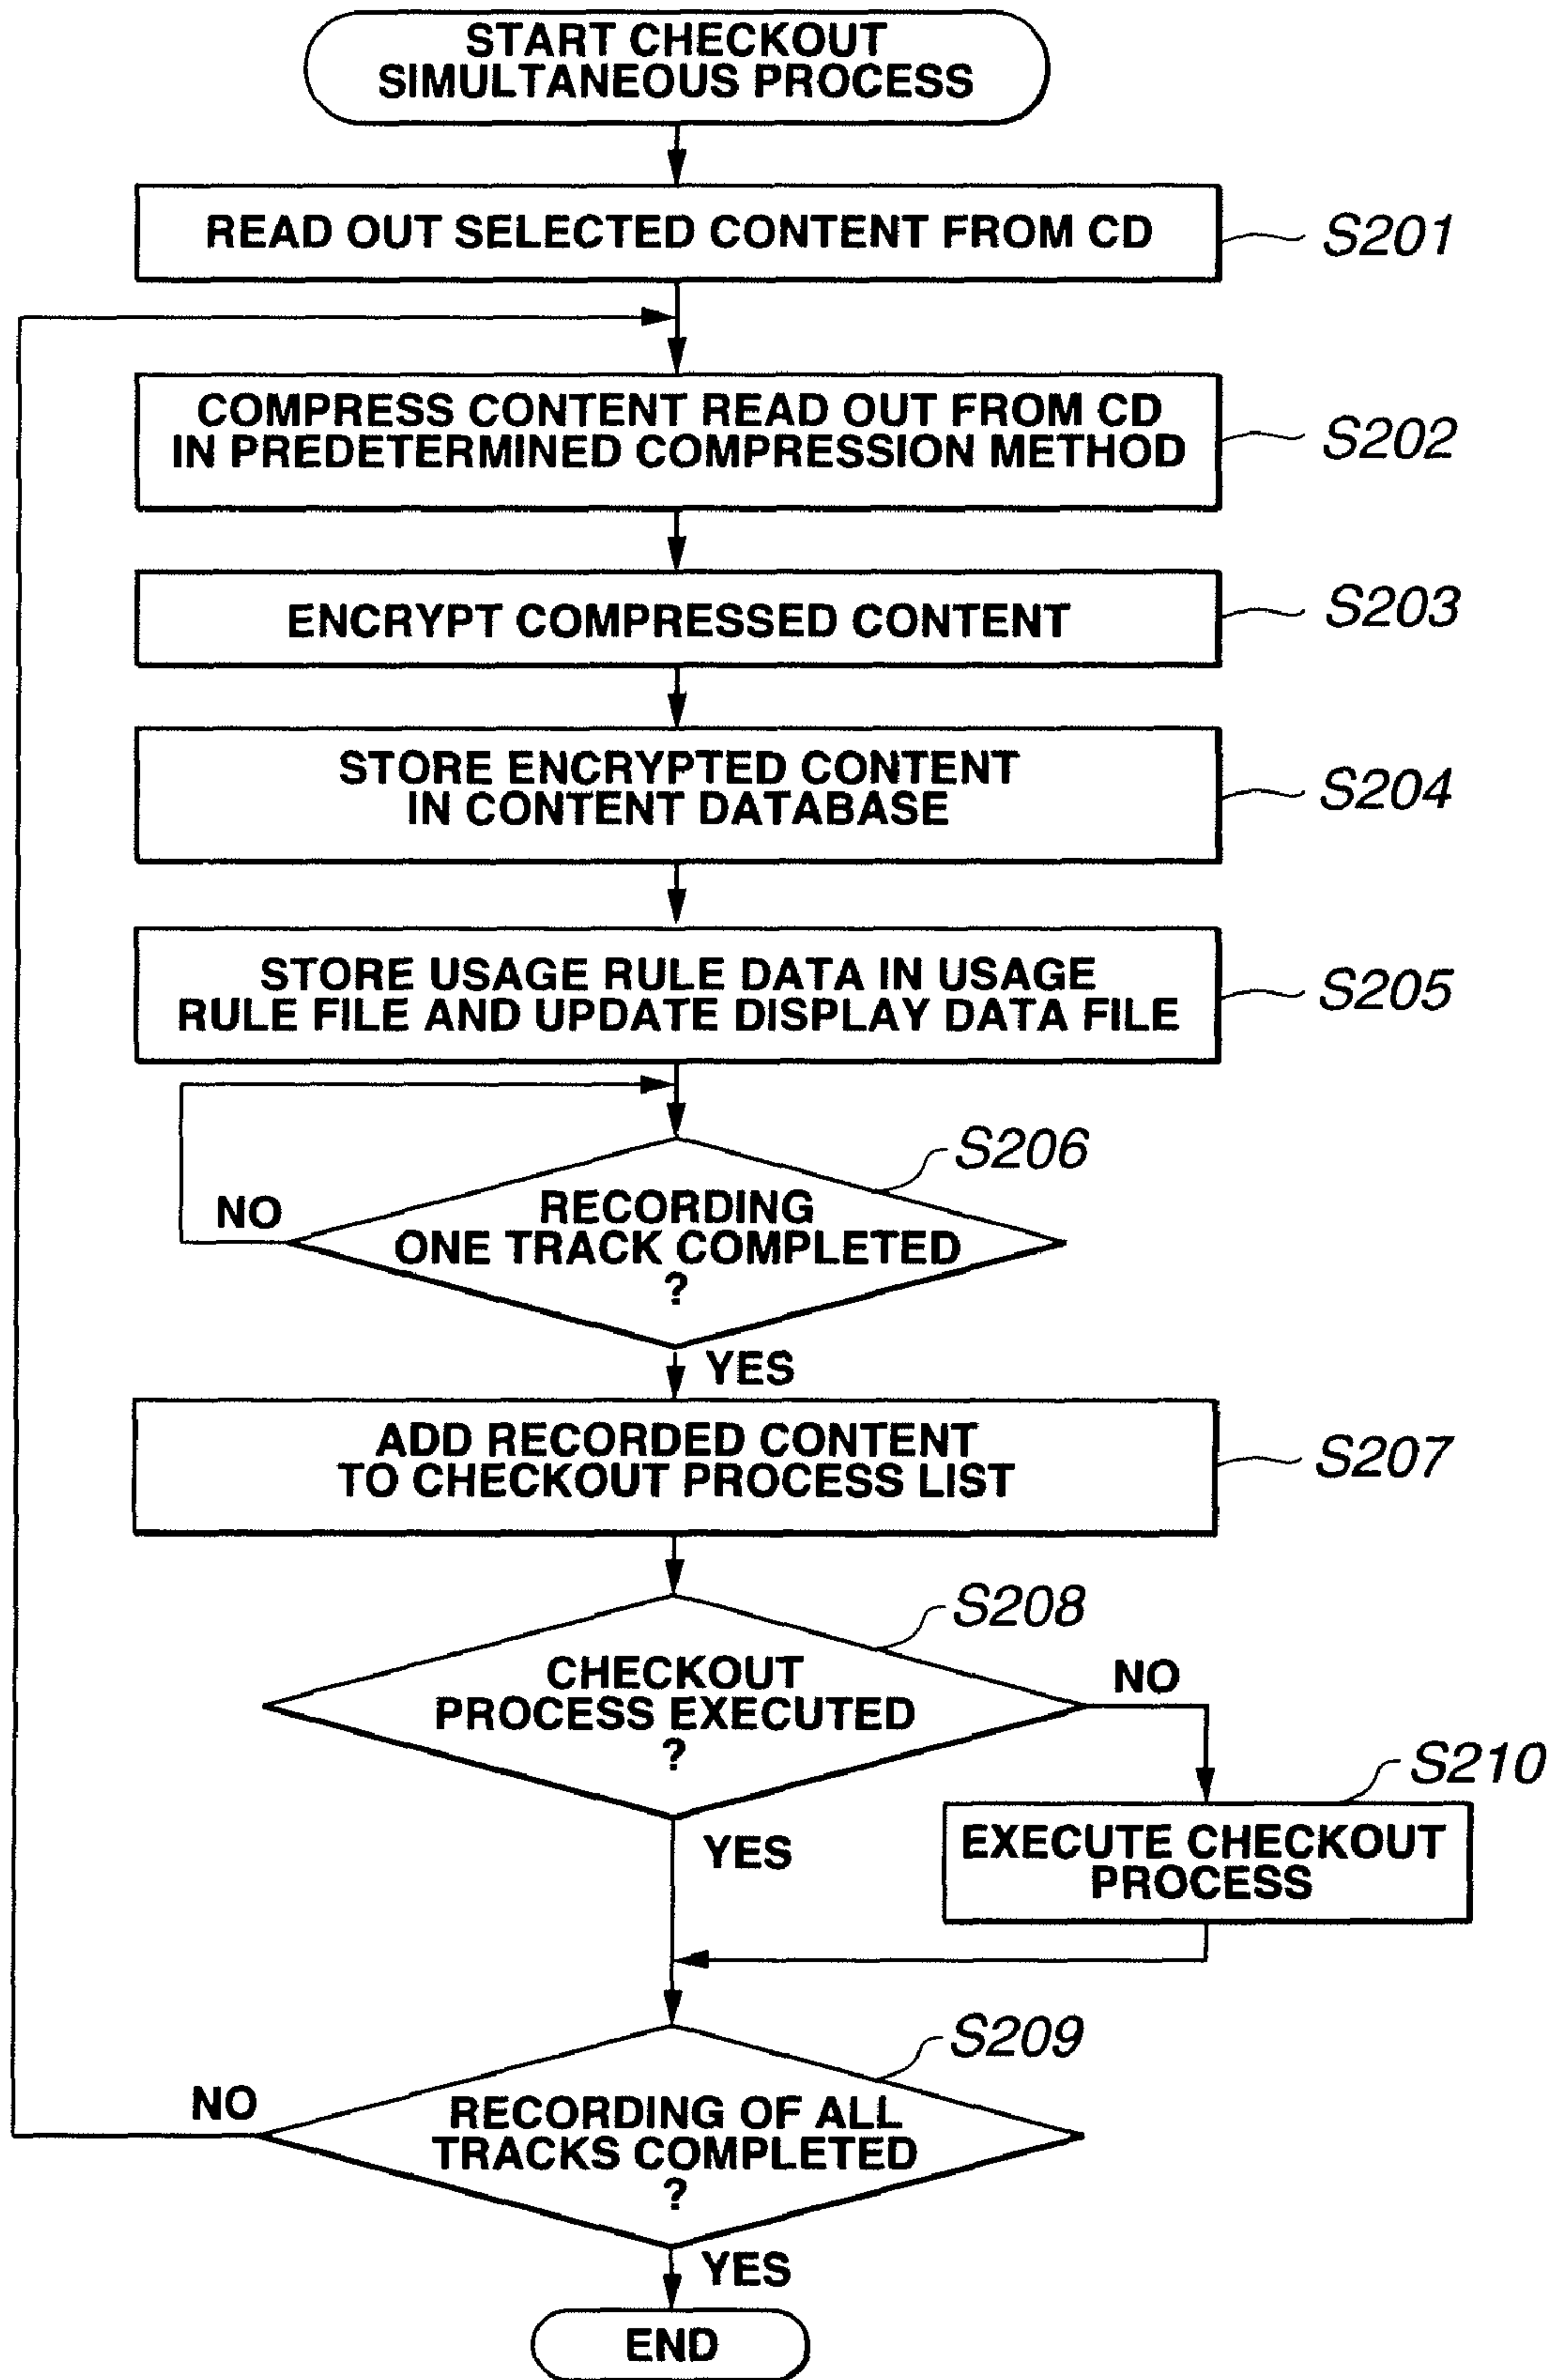 START CHECKOUT
SIMULTANEOUS PROCESS
READ OUT SELECTED CONTENT FROM CD
S201
COMPRESS CONTENT READ OUT FROM CD
IN PREDETERMINED COMPRESSION METHOD
S202
ENCRYPT COMPRESSED CONTENT
S203
STORE ENCRYPTED CONTENT
IN CONTENT DATABASE
S204
STORE USAGE RULE DATA IN USAGE
RULE FILE AND UPDATE DISPLAY DATA FILE
S205
S206
NO
RECORDING
ONE TRACK COMPLETED
?
YES
ADD RECORDED CONTENT
TO CHECKOUT PROCESS LIST
S207
S208
CHECKOUT
PROCESS EXECUTED
?
NO
YES
S210
EXECUTE CHECKOUT
PROCESS
S209
NO
RECORDING OF ALL
TRACKS COMPLETED
?
YES
END